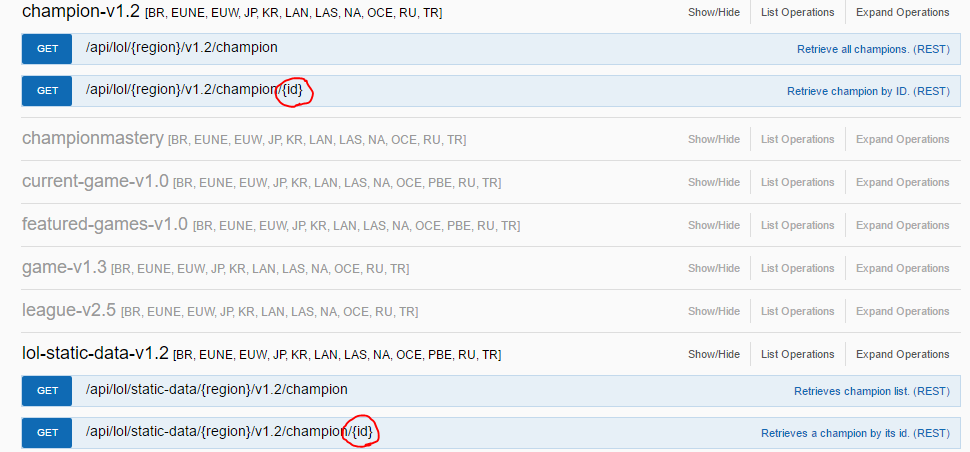 champion-v1.2 [BR, EUNE, EUW, JP, KR, LAN, LAS, NA, OCE, RU, TR] Show/Hide List Operations Expand Operations
GET /api/lol/{region}/v1.2/champion Retrieve all champions. (REST)
GET /api/lol/{region}/v1.2/champion/{id} Retrieve champion by ID. (REST)
championmastery [BR, EUNE, EUW, JP, KR, LAN, LAS, NA, OCE, RU, TR] Show/Hide List Operations Expand Operations
current-game-v1.0 [BR, EUNE, EUW, JP, KR, LAN, LAS, NA, OCE, PBE, RU, TR] Show/Hide List Operations Expand Operations
featured-games-v1.0 [BR, EUNE, EUW, JP, KR, LAN, LAS, NA, OCE, PBE, RU, TR] Show/Hide List Operations Expand Operations
game-v1.3 [BR, EUNE, EUW, JP, KR, LAN, LAS, NA, OCE, RU, TR] Show/Hide List Operations Expand Operations
league-v2.5 [BR, EUNE, EUW, JP, KR, LAN, LAS, NA, OCE, RU, TR] Show/Hide List Operations Expand Operations
lol-static-data-v1.2 [BR, EUNE, EUW, JP, KR, LAN, LAS, NA, OCE, PBE, RU, TR] Show/Hide List Operations Expand Operations
GET /api/lol/static-data/{region}/v1.2/champion Retrieves champion list. (REST)
GET /api/lol/static-data/{region}/v1.2/champion/{id} Retrieves a champion by its id. (REST)